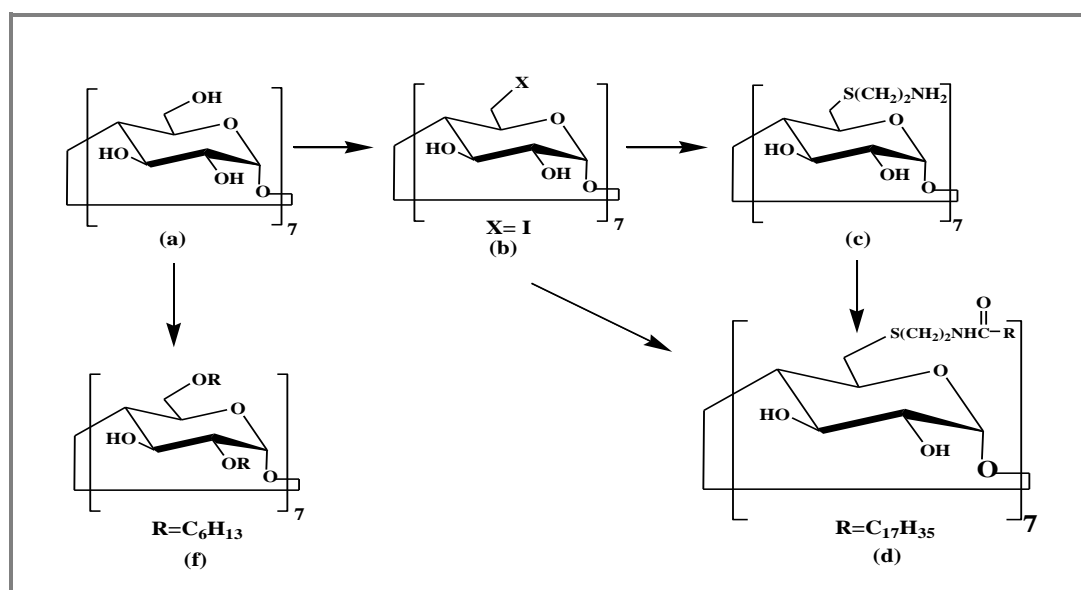 OH
O
HO
OH
O
7
(a)
X
O
HO
OH
O
7
X= I
(b)
S(CH₂)₂NH₂
O
HO
OH
O
7
(c)
OR
O
HO
OR
O
7
R=C₆H₁₃
(f)
O
S(CH₂)₂NHC R
O
HO
OH
O
7
R=C₁₇H₃₅
(d)